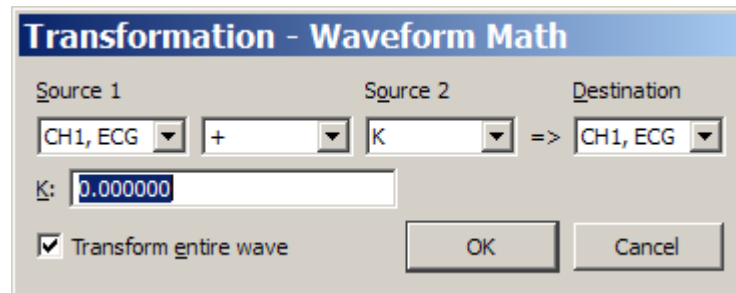 Transformation - Waveform Math
Source 1 Source 2 Destination
CH1, ECG + K => CH1, ECG
K: 0.000000
Transform entire wave OK Cancel